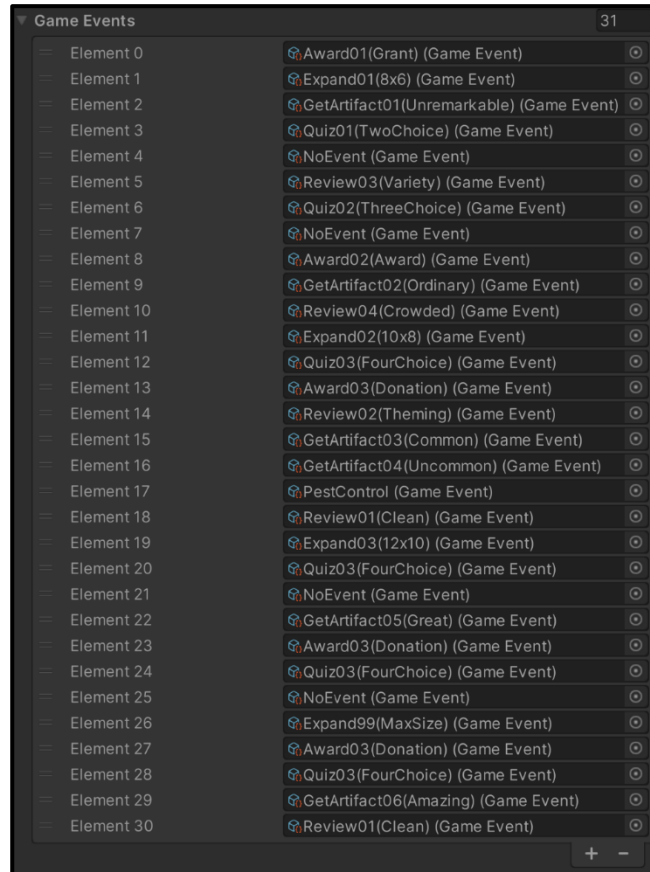 Game Events 31
Element 0 Award01(Grant) (Game Event)
Element 1 Expand01(8x6) (Game Event)
Element 2 GetArtifact01(Unremarkable) (Game Event)
Element 3 Quiz01(TwoChoice) (Game Event)
Element 4 NoEvent (Game Event)
Element 5 Review03(Variety) (Game Event)
Element 6 Quiz02(ThreeChoice) (Game Event)
Element 7 NoEvent (Game Event)
Element 8 Award02(Award) (Game Event)
Element 9 GetArtifact02(Ordinary) (Game Event)
Element 10 Review04(Crowded) (Game Event)
Element 11 Expand02(10x8) (Game Event)
Element 12 Quiz03(FourChoice) (Game Event)
Element 13 Award03(Donation) (Game Event)
Element 14 Review02(Theming) (Game Event)
Element 15 GetArtifact03(Common) (Game Event)
Element 16 GetArtifact04(Uncommon) (Game Event)
Element 17 PestControl (Game Event)
Element 18 Review01(Clean) (Game Event)
Element 19 Expand03(12x10) (Game Event)
Element 20 Quiz03(FourChoice) (Game Event)
Element 21 NoEvent (Game Event)
Element 22 GetArtifact05(Great) (Game Event)
Element 23 Award03(Donation) (Game Event)
Element 24 Quiz03(FourChoice) (Game Event)
Element 25 NoEvent (Game Event)
Element 26 Expand99(MaxSize) (Game Event)
Element 27 Award03(Donation) (Game Event)
Element 28 Quiz03(FourChoice) (Game Event)
Element 29 GetArtifact06(Amazing) (Game Event)
Element 30 Review01(Clean) (Game Event)
+ −